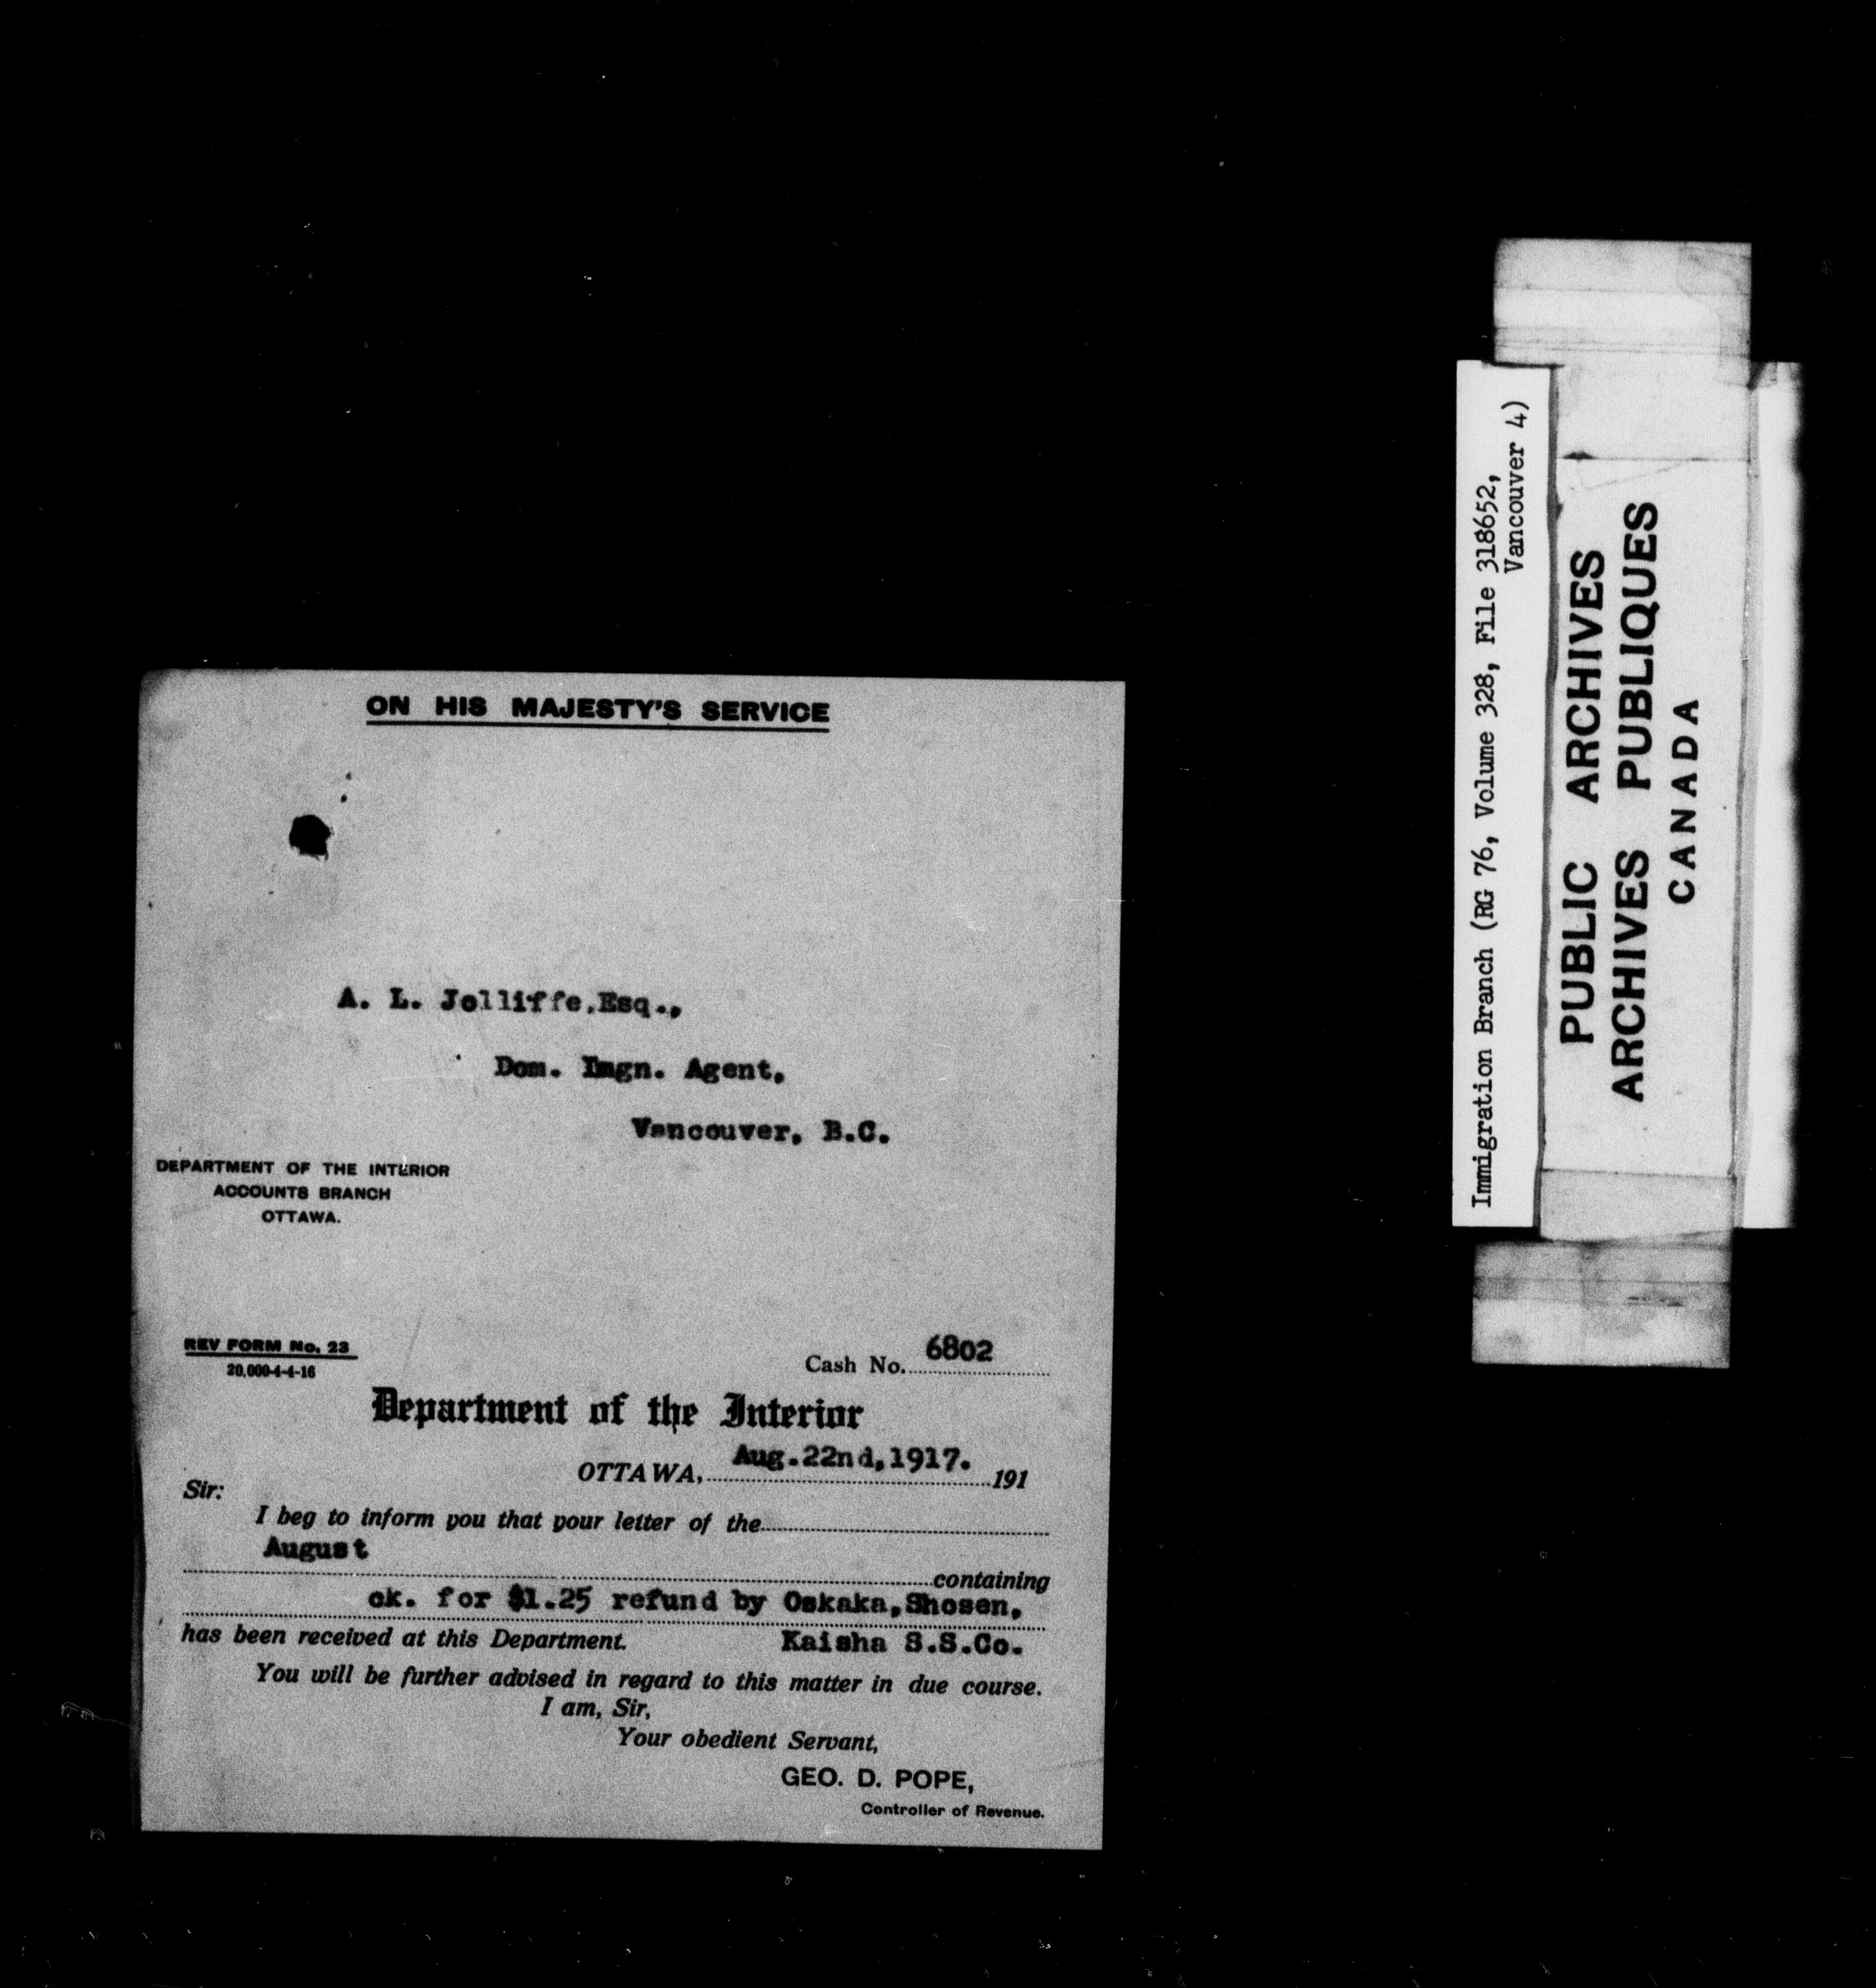 ON HIS MAJESTY'S SERVICE
A. L. Jolliffe,Esq.,
Dom. Imgn. Agent,
Vancouver, B.C.
DEPARTMENT OF THE INTERIOR
ACCOUNTS BRANCH
OTTAWA.
REV FORM No. 23
20,000-4-4-16
Cash No. 6802
Department of the Interior
OTTAWA, Aug.22nd,1917. 191
Sir:
I beg to inform you that your letter of the
August
containing
ck. for $1.25 refund by Oskaka,Shosen,
has been received at this Department. Kaisha S.S.Co.
You will be further advised in regard to this matter in due course.
I am, Sir,
Your obedient Servant,
GEO. D. POPE,
Controller of Revenue.
Immigration Branch (RG 76, Volume 328, File 318652,
Vancouver 4)
PUBLIC ARCHIVES
ARCHIVES PUBLIQUES
CANADA